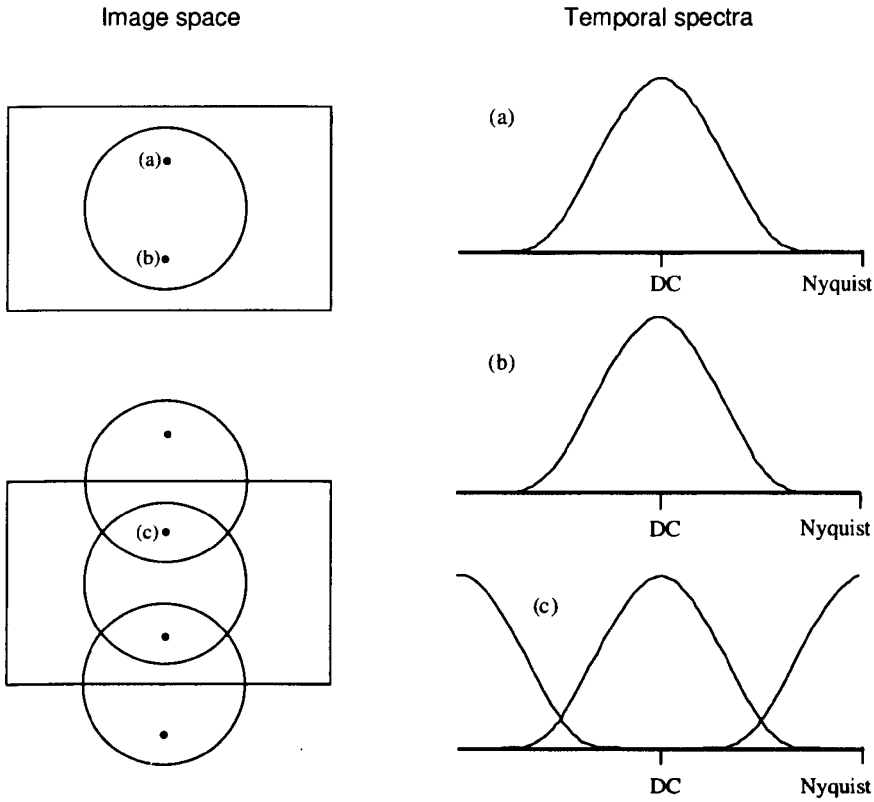 Image space
Temporal spectra
(a)
(b)
(a)
DC
Nyquist
(b)
DC
Nyquist
(c)
(c)
DC
Nyquist